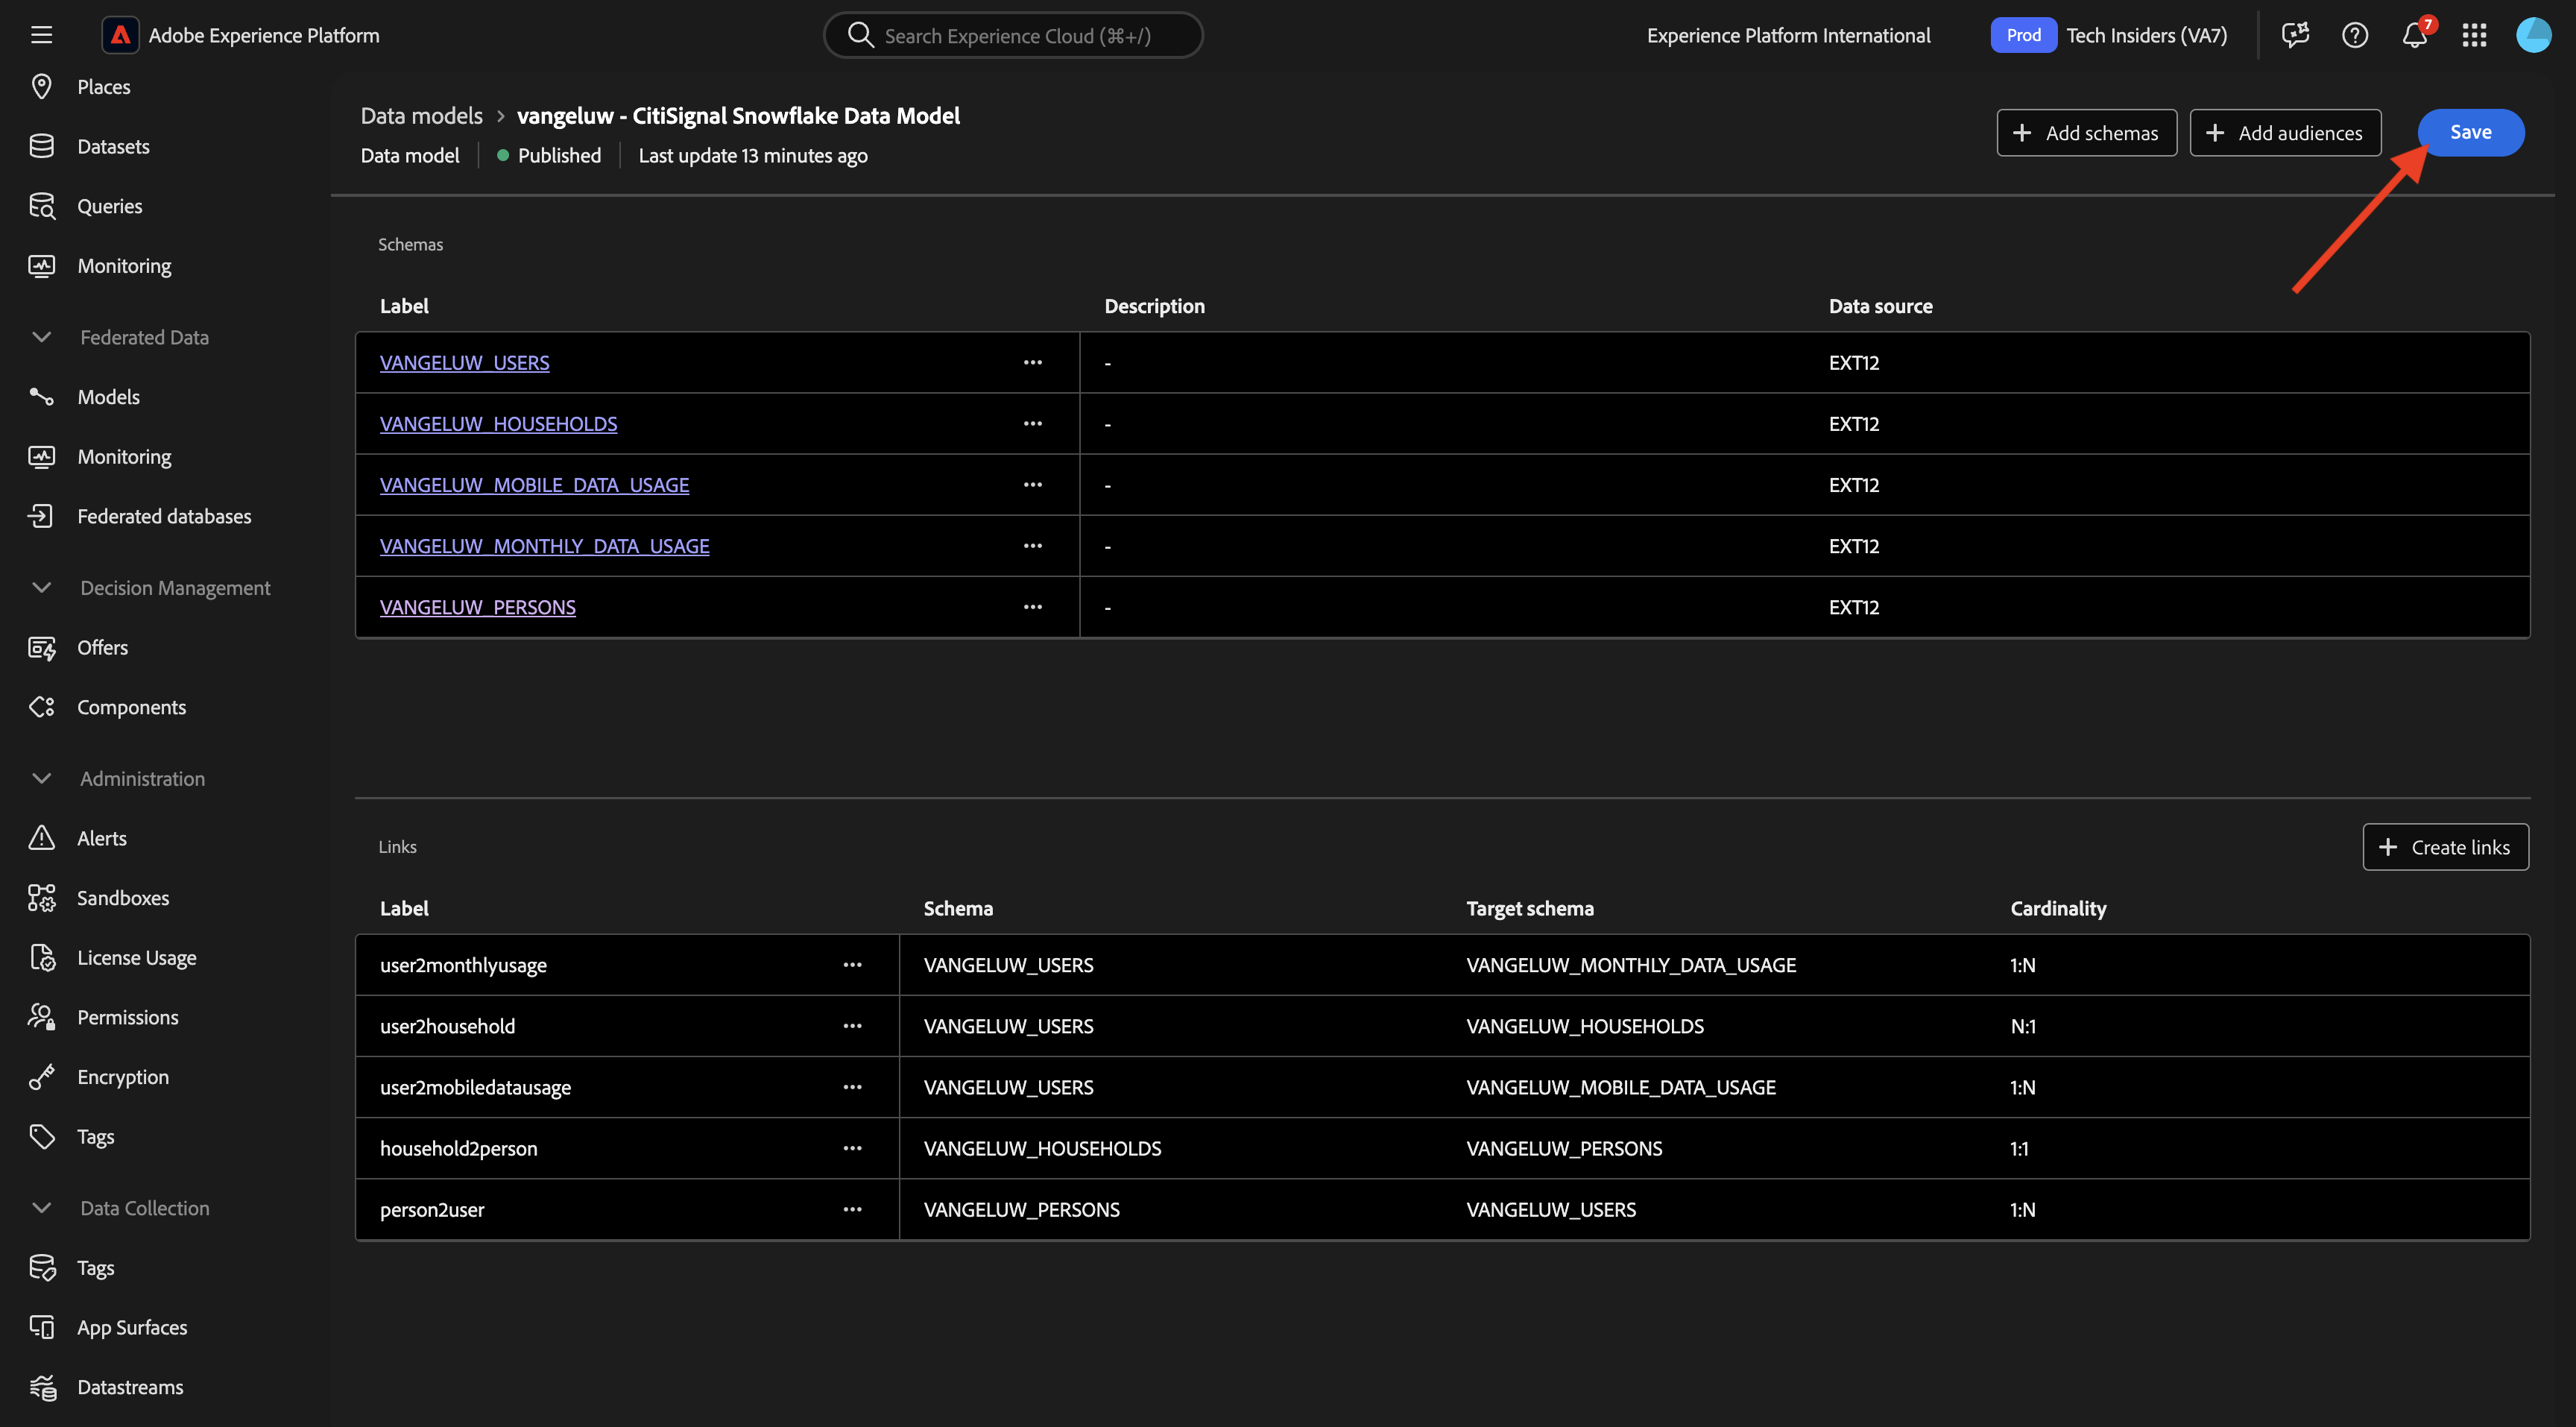 Adobe Experience Platform
Search Experience Cloud (⌘+/)
Experience Platform International
Prod
Tech Insiders (VA7)
7
Places
Datasets
Queries
Monitoring
Federated Data
Models
Monitoring
Federated databases
Decision Management
Offers
Components
Administration
Alerts
Sandboxes
License Usage
Permissions
Encryption
Tags
Data Collection
Tags
App Surfaces
Datastreams
Data models > vangeluw - CitiSignal Snowflake Data Model
Data model | Published | Last update 13 minutes ago
+ Add schemas
+ Add audiences
Save
Schemas
Label Description Data source
VANGELUW_USERS ••• - EXT12
VANGELUW_HOUSEHOLDS ••• - EXT12
VANGELUW_MOBILE_DATA_USAGE ••• - EXT12
VANGELUW_MONTHLY_DATA_USAGE ••• - EXT12
VANGELUW_PERSONS ••• - EXT12
Links
+ Create links
Label Schema Target schema Cardinality
user2monthlyusage ••• VANGELUW_USERS VANGELUW_MONTHLY_DATA_USAGE 1:N
user2household ••• VANGELUW_USERS VANGELUW_HOUSEHOLDS N:1
user2mobiledatausage ••• VANGELUW_USERS VANGELUW_MOBILE_DATA_USAGE 1:N
household2person ••• VANGELUW_HOUSEHOLDS VANGELUW_PERSONS 1:1
person2user ••• VANGELUW_PERSONS VANGELUW_USERS 1:N